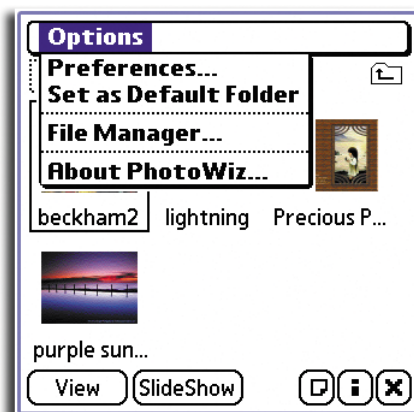 Options
Preferences...
Set as Default Folder
File Manager...
About PhotoWiz...
beckham2 lightning Precious P...
purple sun...
View SlideShow